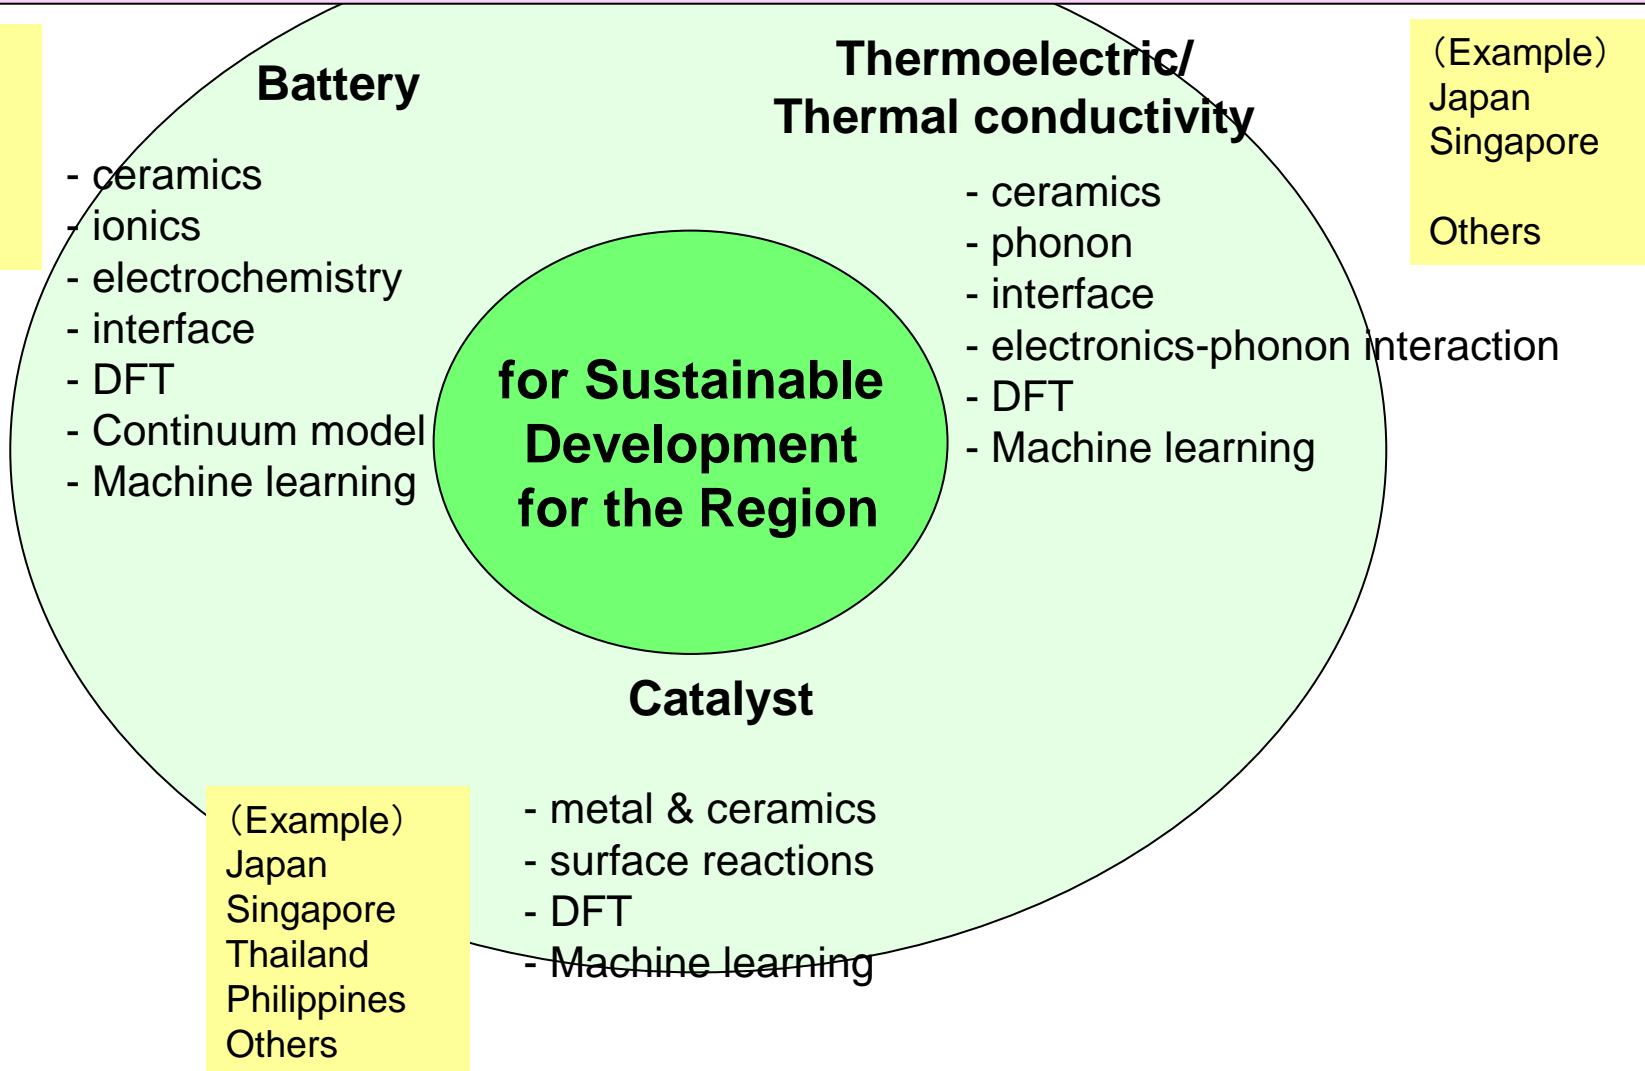 Battery
- ceramics
- ionics
- electrochemistry
- interface
- DFT
- Continuum model
- Machine learning
Thermoelectric/
Thermal conductivity
- ceramics
- phonon
- interface
- electronics-phonon interaction
- DFT
- Machine learning
（Example）
Japan
Singapore
Others
for Sustainable
Development
for the Region
Catalyst
- metal & ceramics
- surface reactions
- DFT
- Machine learning
（Example）
Japan
Singapore
Thailand
Philippines
Others